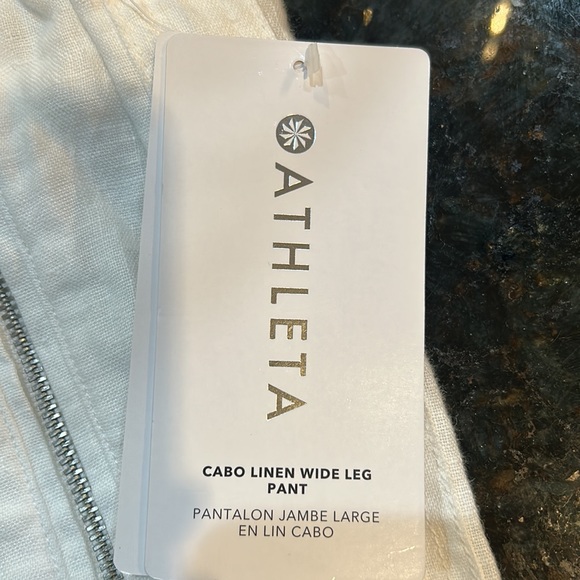 ATHLETA
CABO LINEN WIDE LEG
PANT
PANTALON JAMBE LARGE
EN LIN CABO